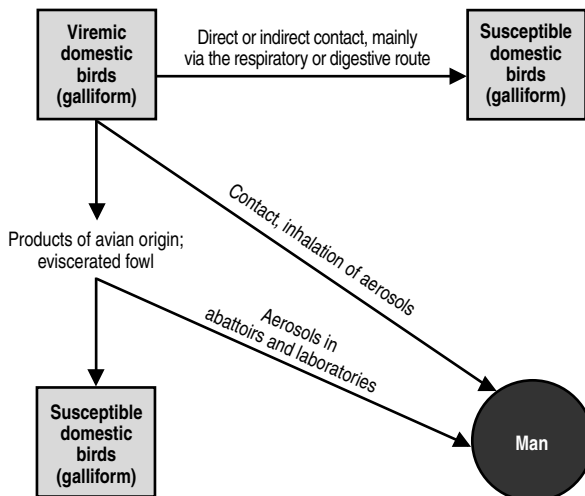 Viremic
domestic
birds
(galliform)
Direct or indirect contact, mainly
via the respiratory or digestive route
Susceptible
domestic
birds
(galliform)
Contact, inhalation of aerosols
Products of avian origin;
eviscerated fowl
Aerosols in
abattoirs and laboratories
Susceptible
domestic
birds
(galliform)
Man